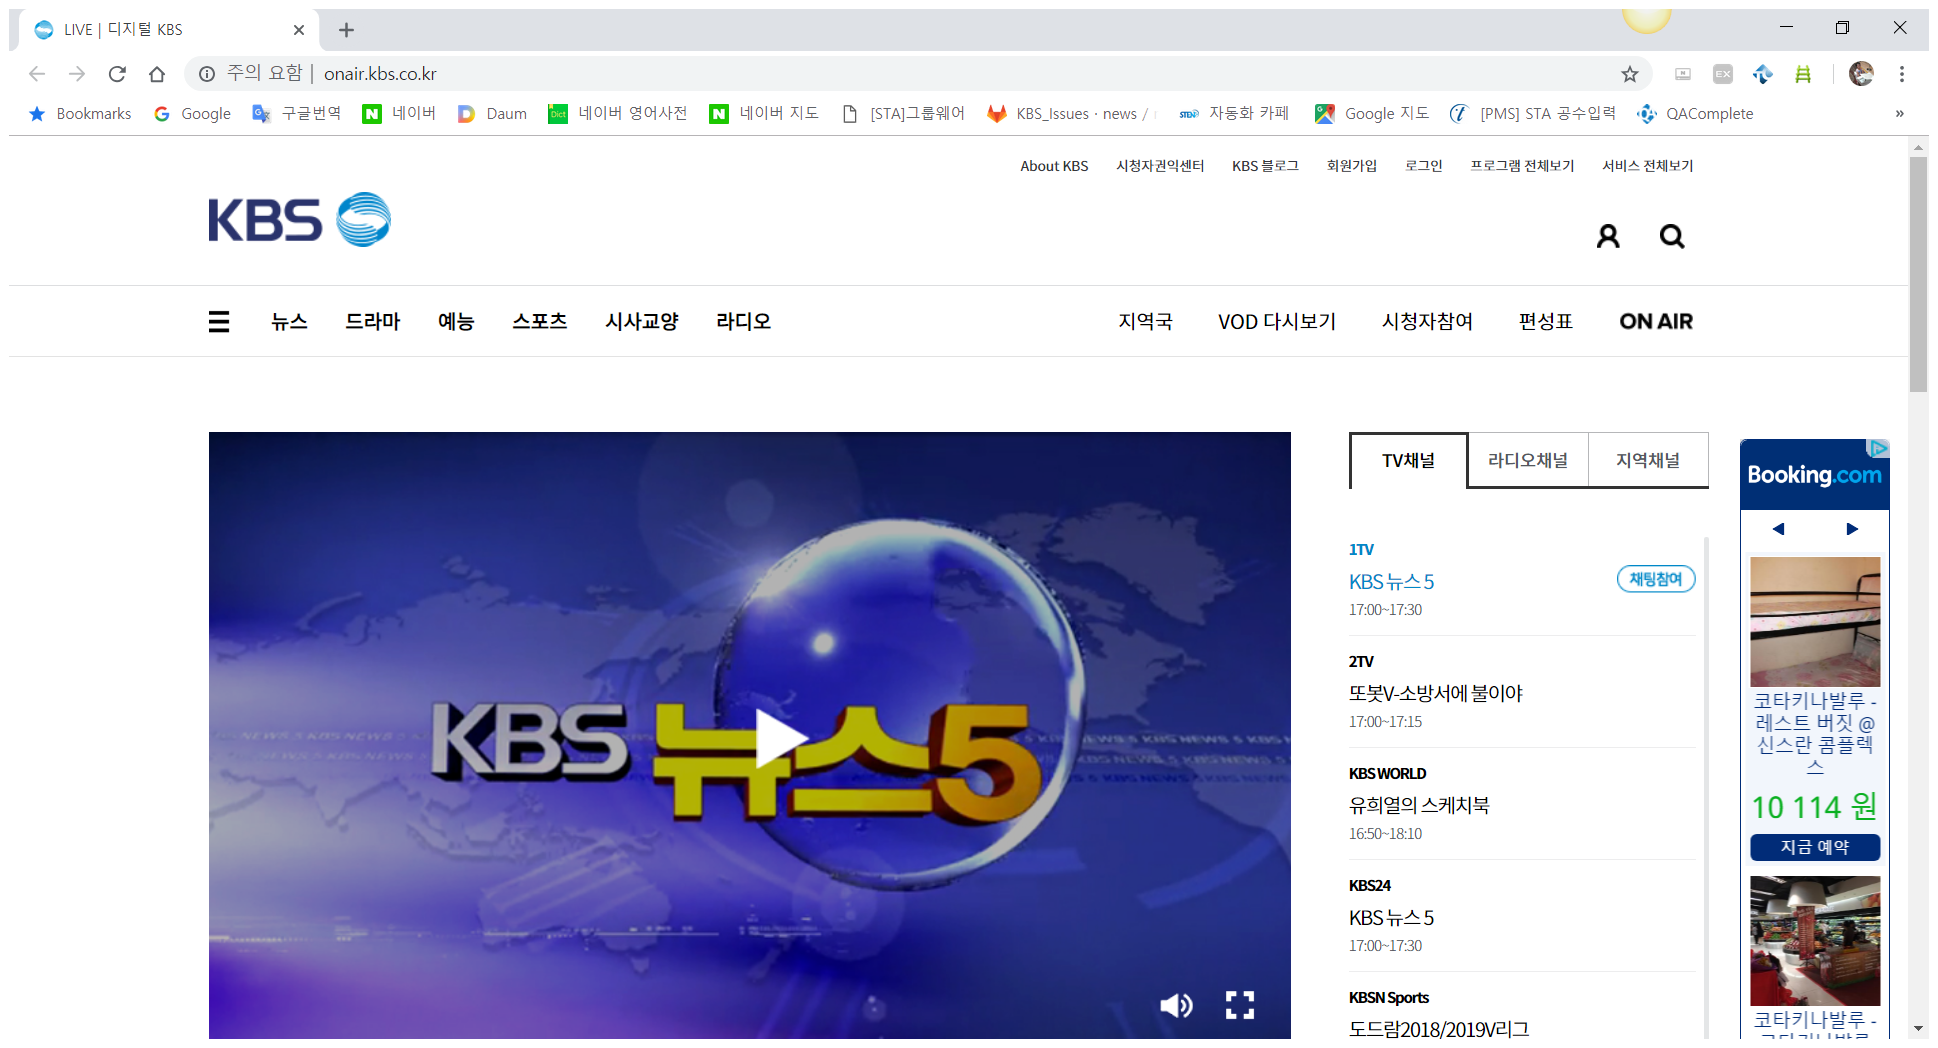 LIVE | 디지털 KBS
주의 요함 | onair.kbs.co.kr
EX
Bookmarks Google 구글번역 네이버 Daum 네이버 영어사전 네이버 지도 [STA]그룹웨어 KBS_Issues · news / 자동화 카페 Google 지도 [PMS] STA 공수입력 QAComplete »
About KBS 시청자권익센터 KBS 블로그 회원가입 로그인 프로그램 전체보기 서비스 전체보기
KBS
뉴스 드라마 예능 스포츠 시사교양 라디오 지역국 VOD 다시보기 시청자참여 편성표 ON AIR
KBS 뉴스5
TV채널 라디오채널 지역채널
1TV
KBS 뉴스 5 채팅참여
17:00~17:30
2TV
또봇V-소방서에 불이야
17:00~17:15
KBS WORLD
유희열의 스케치북
16:50~18:10
KBS24
KBS 뉴스 5
17:00~17:30
KBSN Sports
도드람2018/2019V리그
Booking.com
코타키나발루 -
레스트 버짓 @
신스란 콤플렉
스
10 114 원
지금 예약
코타키나발루 -